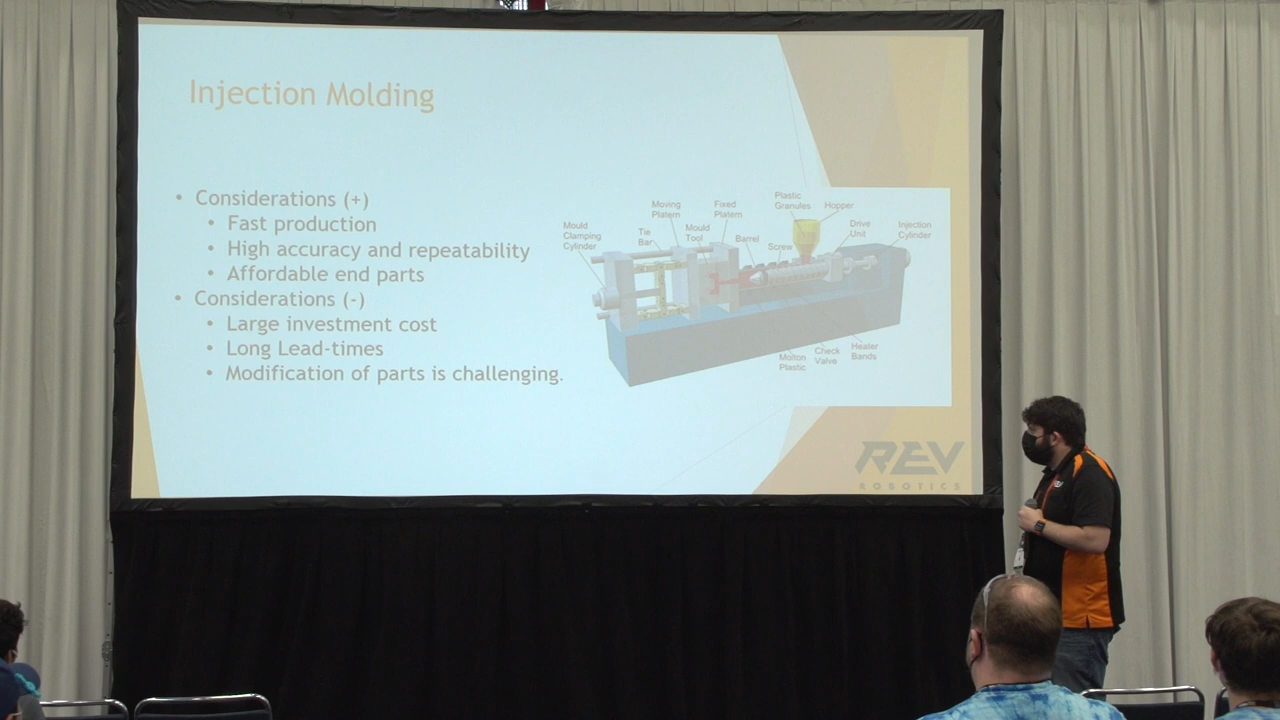 Injection Molding
• Considerations (+)
• Fast production
• High accuracy and repeatability
• Affordable end parts
• Considerations (-)
• Large investment cost
• Long Lead-times
• Modification of parts is challenging.
Mould
Clamping
Cylinder
Tie
Bar
Moving
Platern
Mould
Tool
Fixed
Platern
Barrel
Screw
Plastic
Granules
Hopper
Drive
Unit
Injection
Cylinder
Molton
Plastic
Check
Valve
Heater
Bands
REV
ROBOTICS